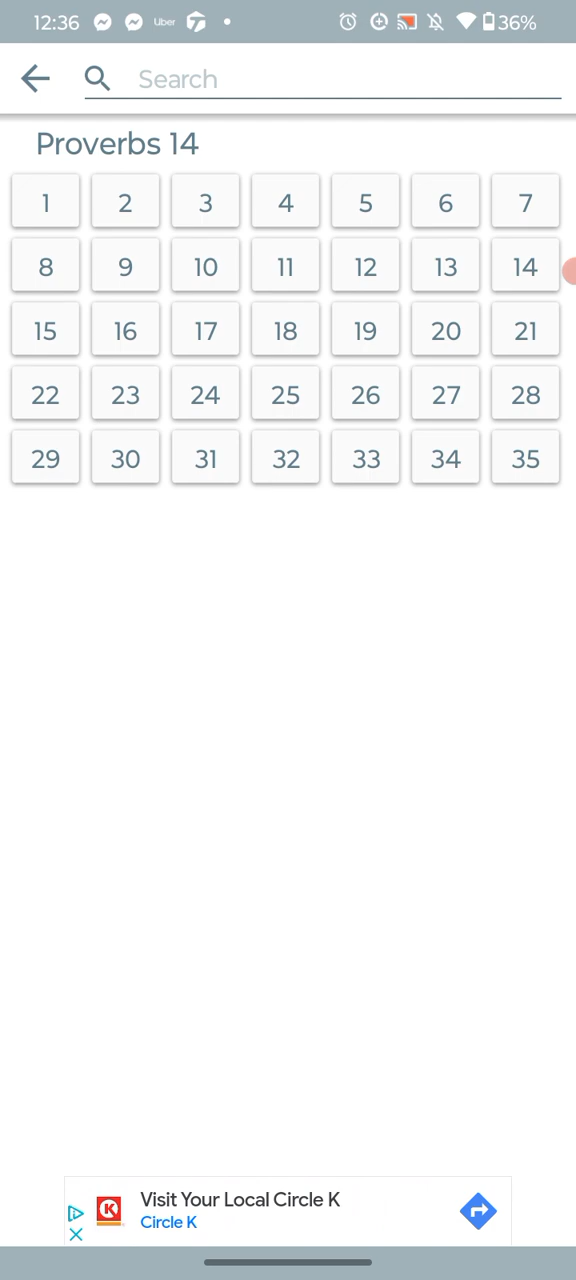 12:36 Uber 36%
Search
Proverbs 14
1 2 3 4 5 6 7
8 9 10 11 12 13 14
15 16 17 18 19 20 21
22 23 24 25 26 27 28
29 30 31 32 33 34 35
Visit Your Local Circle K
Circle K